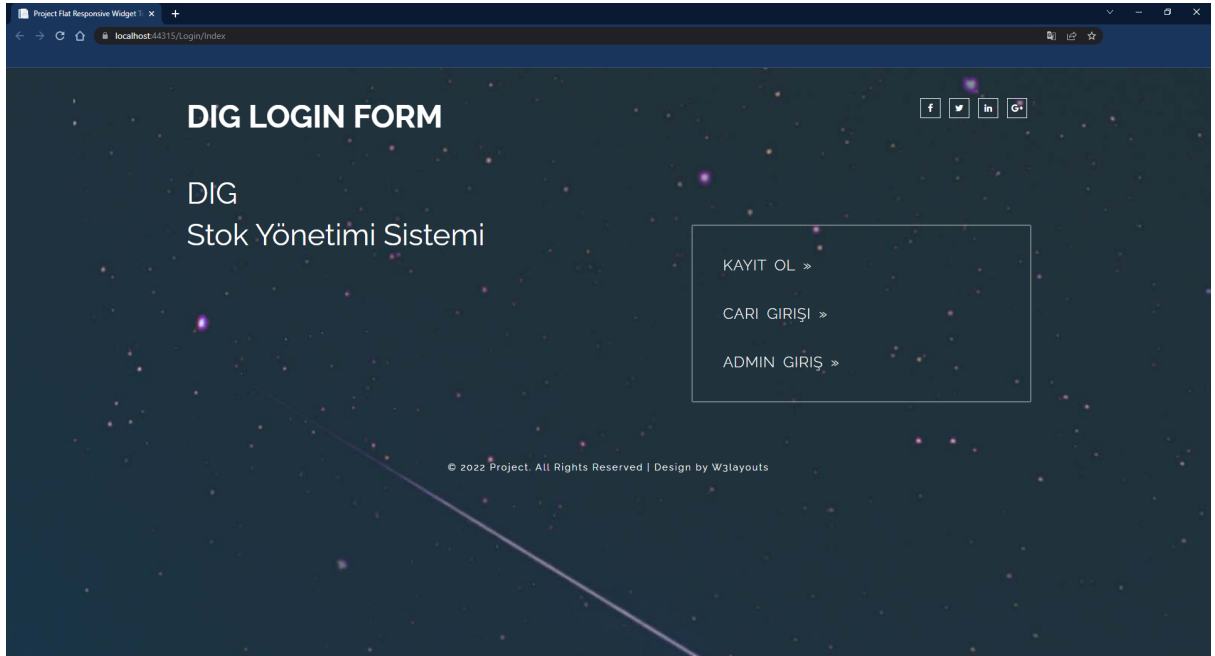 Project Flat Responsive Widget
localhost:44315/Login/Index
DIG LOGIN FORM
f in G+
DIG
Stok Yönetimi Sistemi
KAYIT OL »
CARI GIRIŞI »
ADMIN GIRIŞ »
© 2022 Project. All Rights Reserved | Design by W3layouts